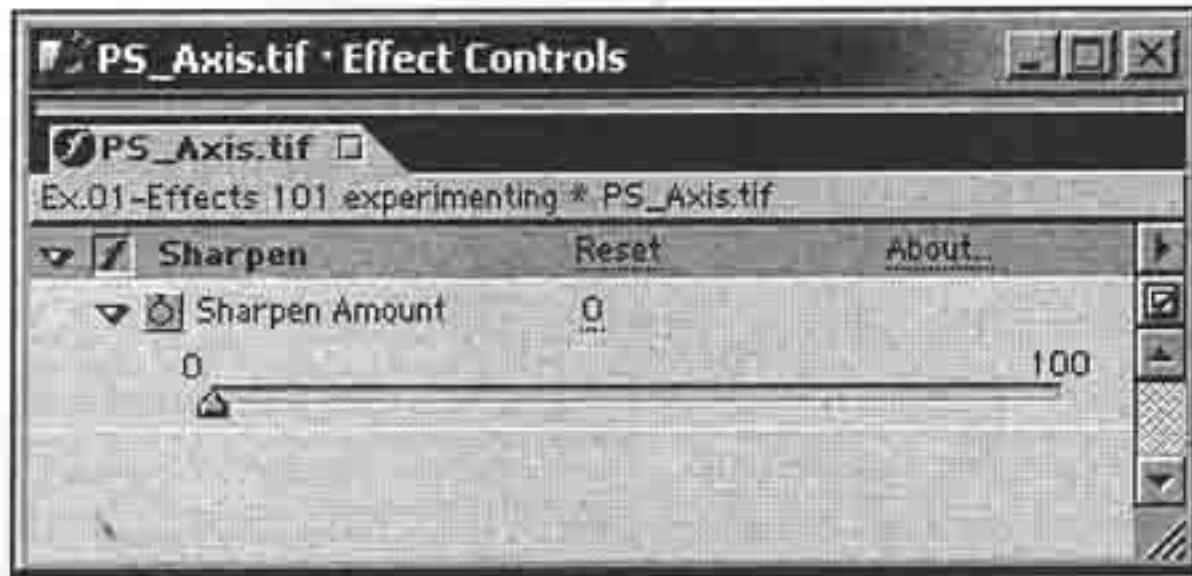 PS_Axis.tif · Effect Controls
PS_Axis.tif
Ex.01-Effects 101 experimenting * PS_Axis.tif
Sharpen Reset About...
Sharpen Amount 0
0 100